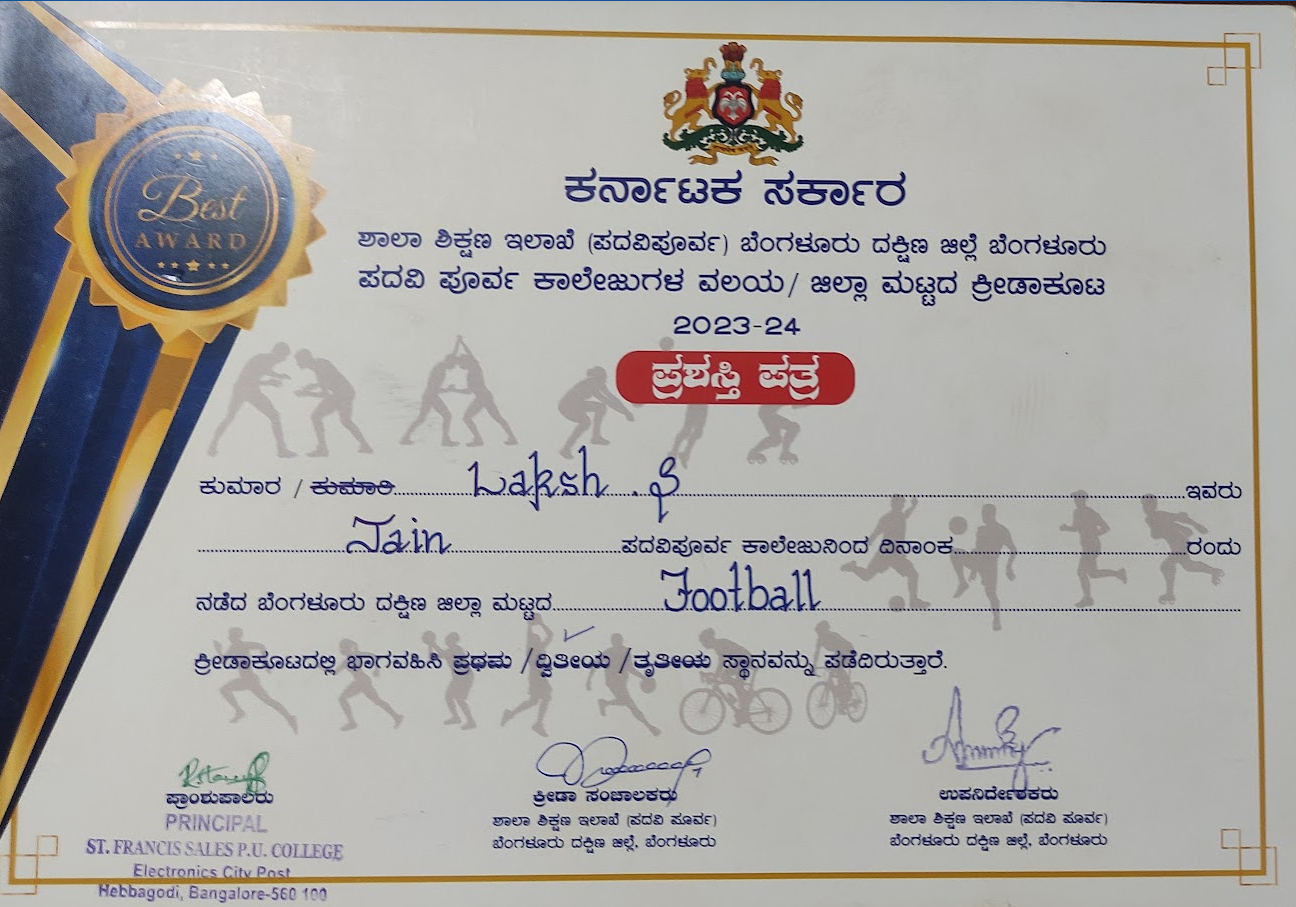 Best
AWARD
ಕರ್ನಾಟಕ ಸರ್ಕಾರ
ಶಾಲಾ ಶಿಕ್ಷಣ ಇಲಾಖೆ (ಪದವಿಪೂರ್ವ) ಬೆಂಗಳೂರು ದಕ್ಷಿಣ ಜಿಲ್ಲೆ ಬೆಂಗಳೂರು
ಪದವಿ ಪೂರ್ವ ಕಾಲೇಜುಗಳ ವಲಯ/ ಜಿಲ್ಲಾ ಮಟ್ಟದ ಕ್ರೀಡಾಕೂಟ
2023-24
ಪ್ರಶಸ್ತಿ ಪತ್ರ
ಕುಮಾರ / ಕುಮಾರಿ Laksh . S ಇವರು
Jain ಪದವಿಪೂರ್ವ ಕಾಲೇಜುನಿಂದ ದಿನಾಂಕ ರಂದು
ನಡೆದ ಬೆಂಗಳೂರು ದಕ್ಷಿಣ ಜಿಲ್ಲಾ ಮಟ್ಟದ Football
ಕ್ರೀಡಾಕೂಟದಲ್ಲಿ ಭಾಗವಹಿಸಿ ಪ್ರಥಮ /ದ್ವಿತೀಯ /ತೃತೀಯ ಸ್ಥಾನವನ್ನು ಪಡೆದಿರುತ್ತಾರೆ.
ಪ್ರಾಂಶುಪಾಲರು
PRINCIPAL
ST. FRANCIS SALES P.U. COLLEGE
Electronics City Post
Hebbagodi, Bangalore-560 100
ಕ್ರೀಡಾ ಸಂಚಾಲಕರು
ಶಾಲಾ ಶಿಕ್ಷಣ ಇಲಾಖೆ (ಪದವಿ ಪೂರ್ವ)
ಬೆಂಗಳೂರು ದಕ್ಷಿಣ ಜಿಲ್ಲೆ, ಬೆಂಗಳೂರು
ಉಪನಿರ್ದೇಶಕರು
ಶಾಲಾ ಶಿಕ್ಷಣ ಇಲಾಖೆ (ಪದವಿ ಪೂರ್ವ)
ಬೆಂಗಳೂರು ದಕ್ಷಿಣ ಜಿಲ್ಲೆ, ಬೆಂಗಳೂರು